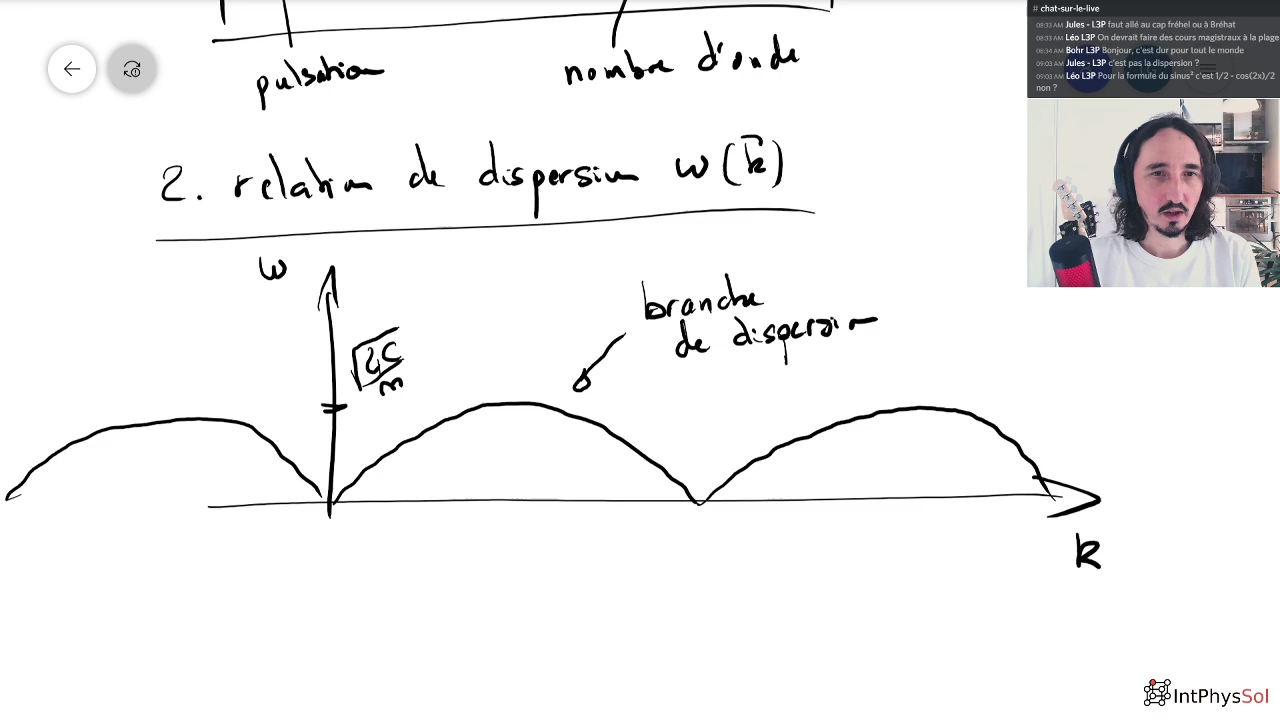 # chat-sur-le-live
08:33 AM Jules - L3P faut allé au cap fréhel ou à Bréhat
08:33 AM Léo L3P On devrait faire des cours magistraux à la plage
08:34 AM Bohr L3P Bonjour, c'est dur pour tout le monde
09:03 AM Jules - L3P c'est pas la dispersion ?
09:03 AM Léo L3P Pour la formule du sinus² c'est 1/2 - cos(2x)/2
non ?
pulsation
nombre d'onde
2. relation de dispersion ω(k⃗)
ω
√4C/m
branche
de dispersion
k
IntPhysSol